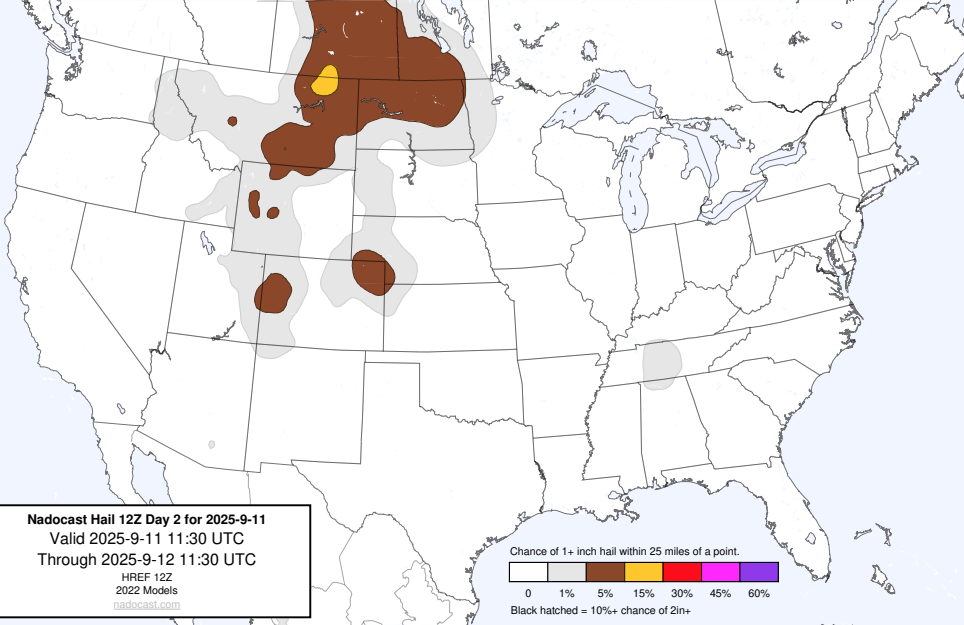 Nadocast Hail 12Z Day 2 for 2025-9-11
Valid 2025-9-11 11:30 UTC
Through 2025-9-12 11:30 UTC
HREF 12Z
2022 Models
nadocast.com
Chance of 1+ inch hail within 25 miles of a point.
0 1% 5% 15% 30% 45% 60%
Black hatched = 10%+ chance of 2in+